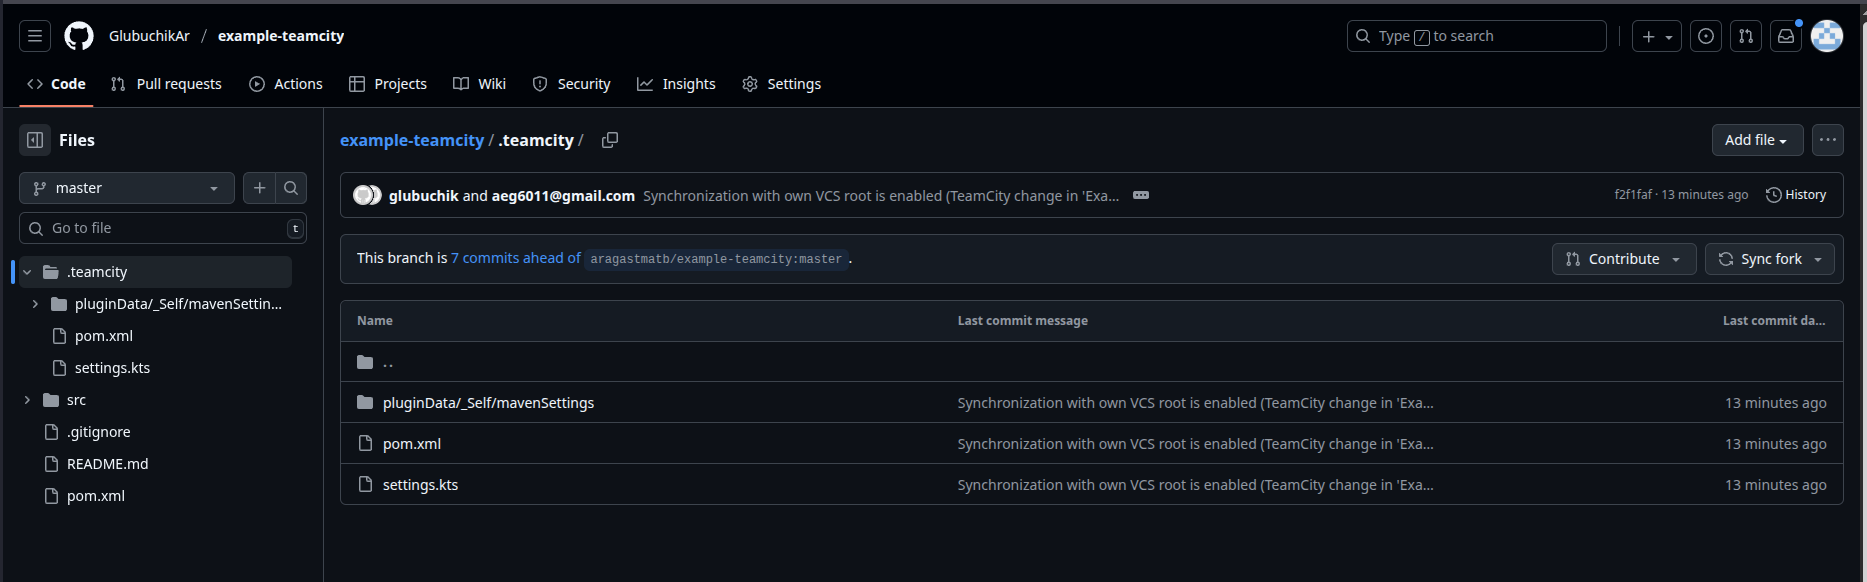 GlubuchikAr / example-teamcity
Type / to search
Code Pull requests Actions Projects Wiki Security Insights Settings
Files
master
Go to file t
.teamcity
pluginData/_Self/mavenSettin...
pom.xml
settings.kts
src
.gitignore
README.md
pom.xml
example-teamcity / .teamcity /
Add file
glubuchik and aeg6011@gmail.com Synchronization with own VCS root is enabled (TeamCity change in 'Exa...
f2f1faf · 13 minutes ago History
This branch is 7 commits ahead of aragastmatb/example-teamcity:master .
Contribute Sync fork
Name Last commit message Last commit da...
..
pluginData/_Self/mavenSettings Synchronization with own VCS root is enabled (TeamCity change in 'Exa... 13 minutes ago
pom.xml Synchronization with own VCS root is enabled (TeamCity change in 'Exa... 13 minutes ago
settings.kts Synchronization with own VCS root is enabled (TeamCity change in 'Exa... 13 minutes ago